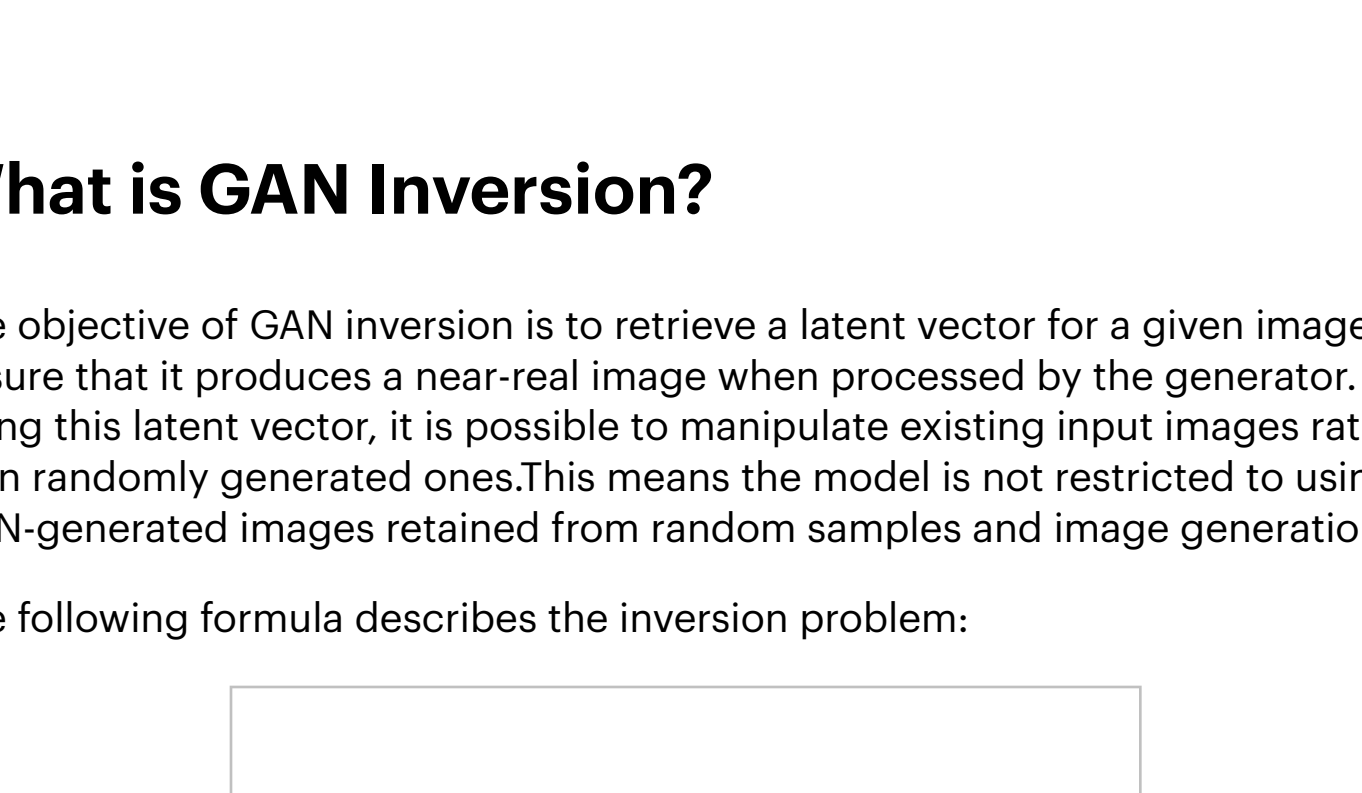 hat is GAN Inversion?
e objective of GAN inversion is to retrieve a latent vector for a given image
sure that it produces a near-real image when processed by the generator.
ng this latent vector, it is possible to manipulate existing input images rat
n randomly generated ones.This means the model is not restricted to usin
N-generated images retained from random samples and image generatio
e following formula describes the inversion problem: